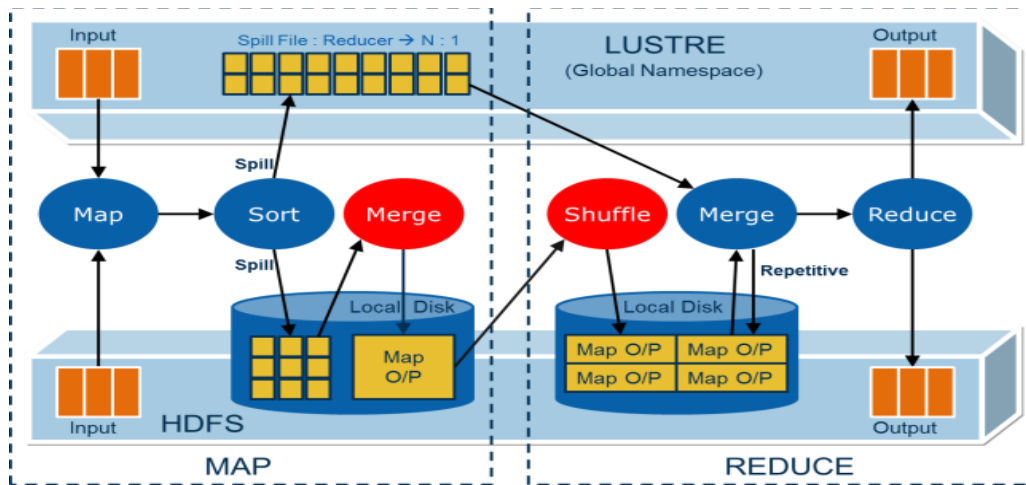 Input
Spill File : Reducer → N : 1
LUSTRE
(Global Namespace)
Output
Spill
Map
Sort
Merge
Shuffle
Merge
Reduce
Spill
Repetitive
Local Disk
Local Disk
Map
O/P
Map O/P
Map O/P
Map O/P
Map O/P
Input
HDFS
Output
MAP
REDUCE